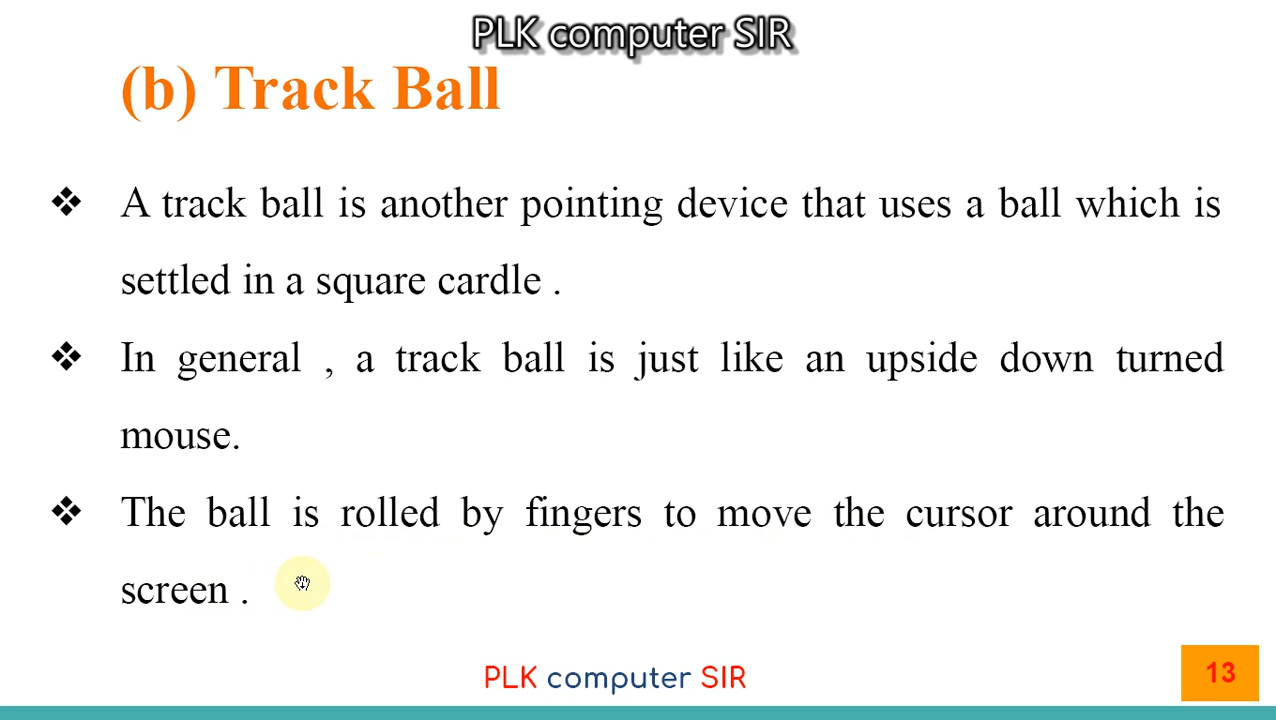 PLK computer SIR
(b) Track Ball
❖ A track ball is another pointing device that uses a ball which is
settled in a square cardle .
❖ In general , a track ball is just like an upside down turned
mouse.
❖ The ball is rolled by fingers to move the cursor around the
screen .
PLK computer SIR
13